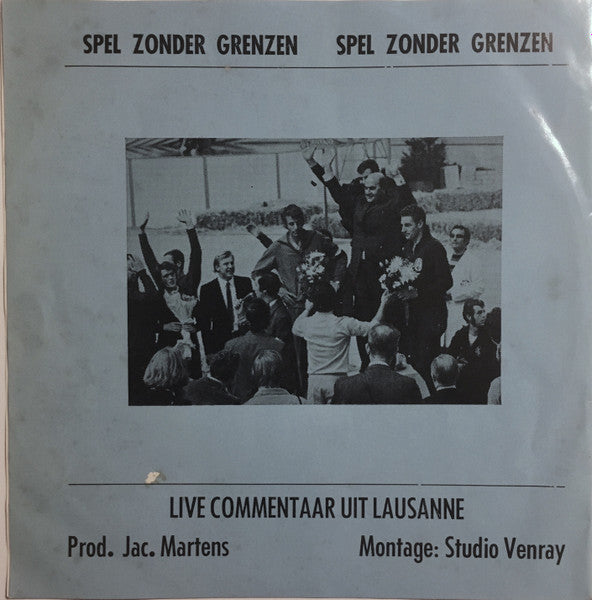 SPEL ZONDER GRENZEN SPEL ZONDER GRENZEN
LIVE COMMENTAAR UIT LAUSANNE
Prod. Jac. Martens Montage: Studio Venray